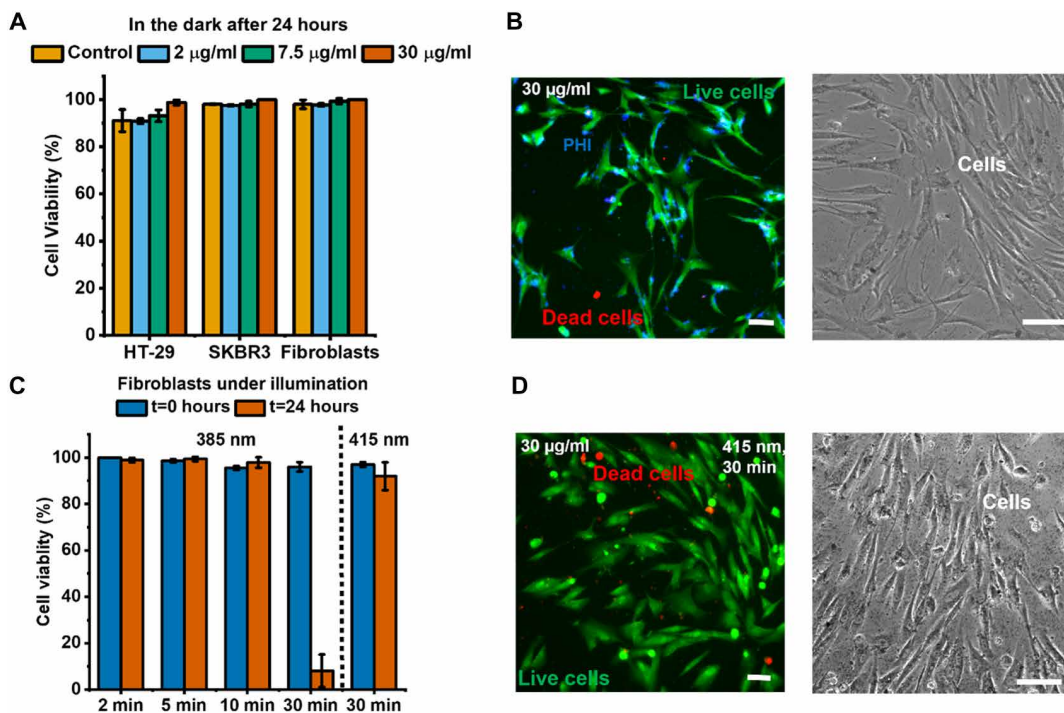 A
In the dark after 24 hours
Control 2 μg/ml 7.5 μg/ml 30 μg/ml
Cell Viability (%)
100
80
60
40
20
0
HT-29 SKBR3 Fibroblasts
B
30 μg/ml Live cells
PHI
Dead cells
Cells
C
Fibroblasts under illumination
t=0 hours t=24 hours
385 nm 415 nm
Cell viablity (%)
100
80
60
40
20
0
2 min 5 min 10 min 30 min 30 min
D
30 μg/ml 415 nm,
30 min
Dead cells
Live cells
Cells